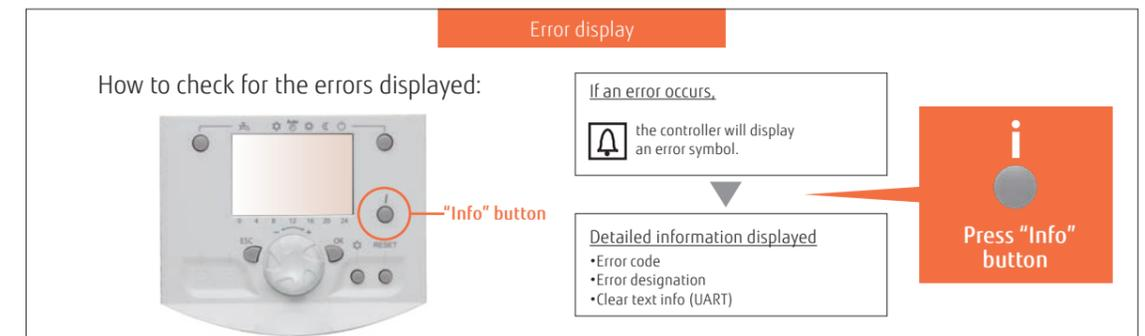 Error display
How to check for the errors displayed:
Auto
i
0 4 8 12 16 20 24
- +
ESC
OK
RESET
"Info" button
If an error occurs,
the controller will display
an error symbol.
Detailed information displayed
•Error code
•Error designation
•Clear text info (UART)
i
Press "Info"
button